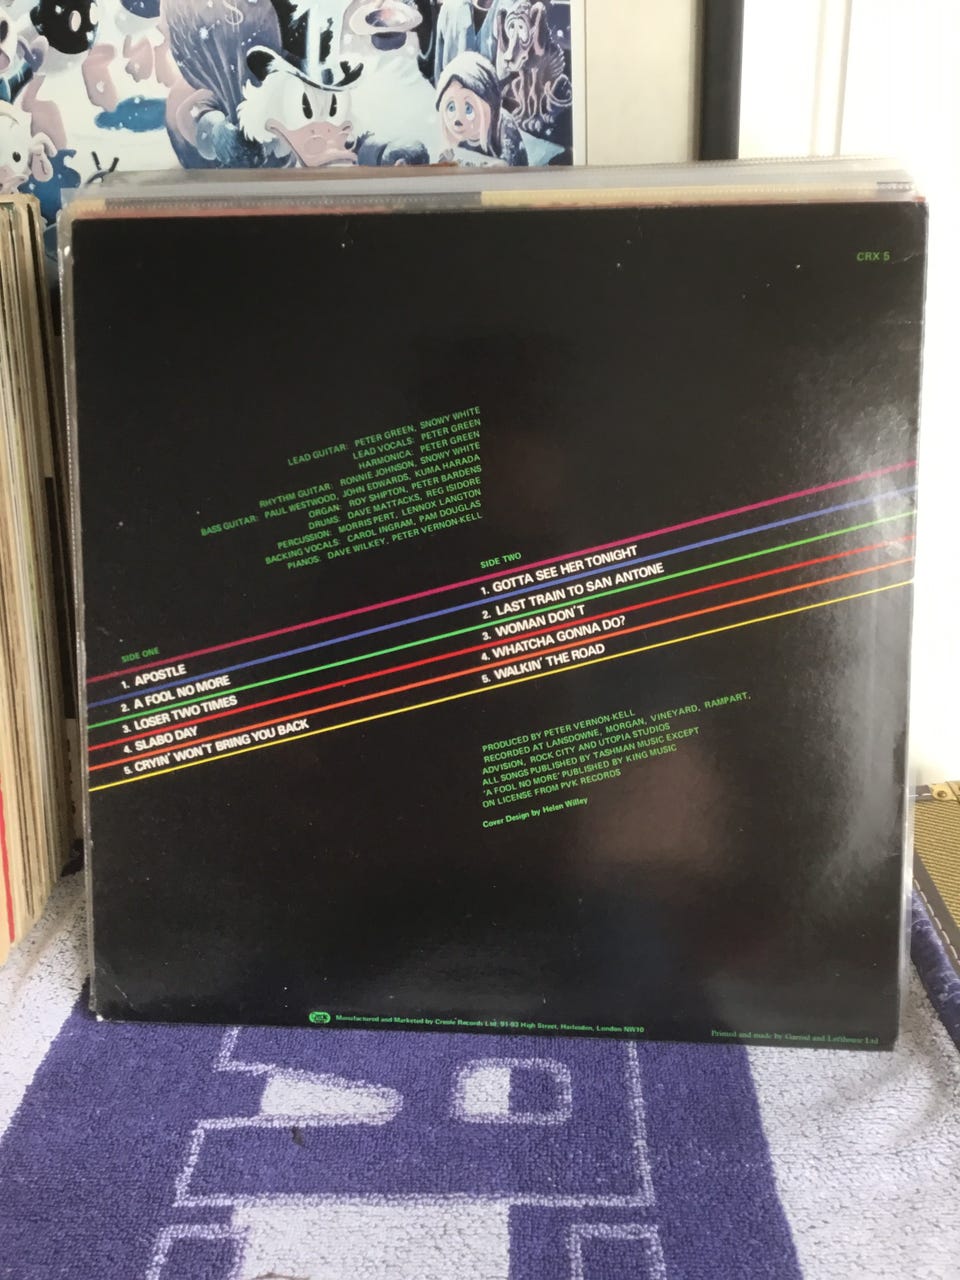 CRX 5
LEAD GUITAR: PETER GREEN, SNOWY WHITE
LEAD VOCALS: PETER GREEN
HARMONICA: PETER GREEN
RHYTHM GUITAR: RONNIE JOHNSON, SNOWY WHITE
BASS GUITAR: PAUL WESTWOOD, JOHN EDWARDS, KUMA HARADA
ORGAN: ROY SHIPTON, PETER BARDENS
DRUMS: DAVE MATTACKS, REG ISIDORE
PERCUSSION: MORRIS PERT, LENNOX LANGTON
BACKING VOCALS: CAROL INGRAM, PAM DOUGLAS
PIANOS: DAVE WILKEY, PETER VERNON-KELL
SIDE ONE
1. APOSTLE
2. A FOOL NO MORE
3. LOSER TWO TIMES
4. SLABO DAY
5. CRYIN' WON'T BRING YOU BACK
SIDE TWO
1. GOTTA SEE HER TONIGHT
2. LAST TRAIN TO SAN ANTONE
3. WOMAN DON'T
4. WHATCHA GONNA DO?
5. WALKIN' THE ROAD
PRODUCED BY PETER VERNON-KELL
RECORDED AT LANSDOWNE, MORGAN, VINEYARD, RAMPART,
ADVISION, ROCK CITY AND UTOPIA STUDIOS
ALL SONGS PUBLISHED BY TASHMAN MUSIC EXCEPT
'A FOOL NO MORE' PUBLISHED BY KING MUSIC
ON LICENSE FROM PVK RECORDS
Cover Design by Helen Willey
Manufactured and Marketed by Creole Records Ltd, 91-93 High Street, Harlesden, London NW10
Printed and made by Garrod and Lofthouse Ltd